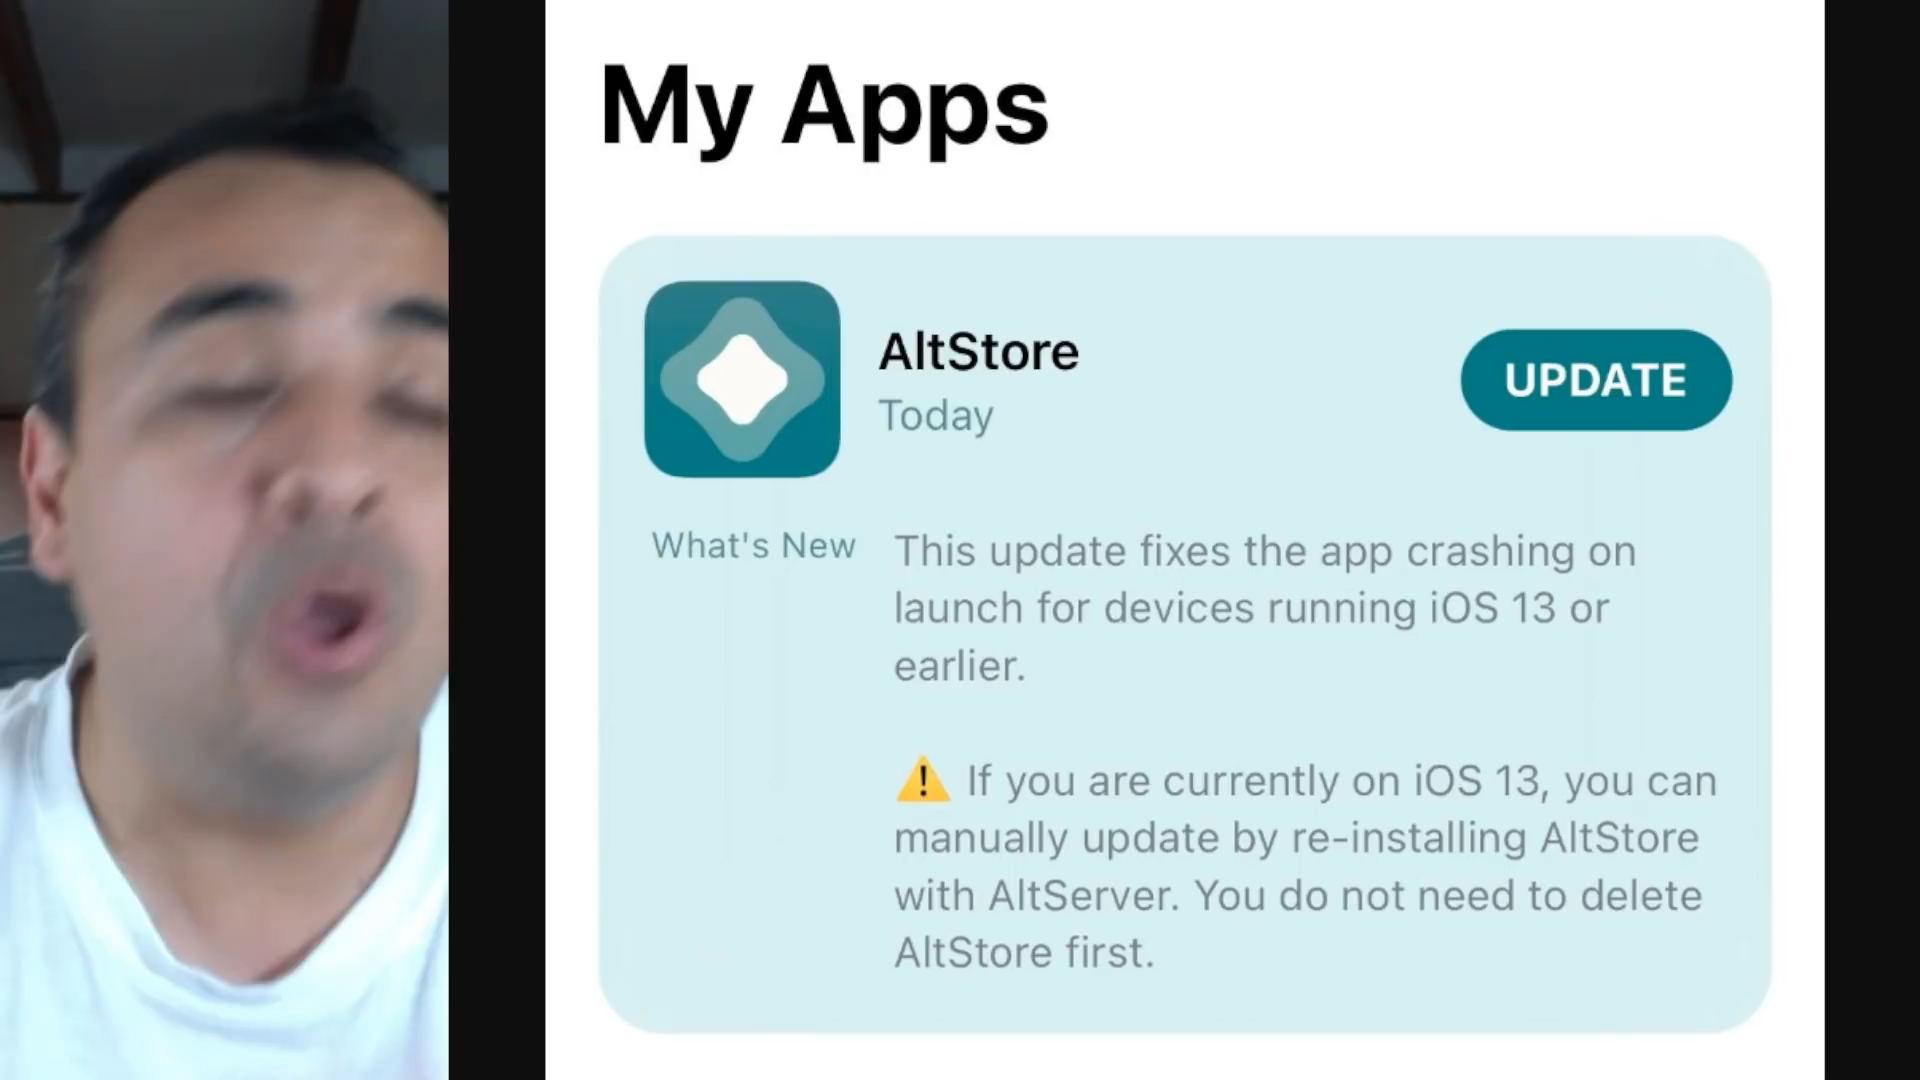 My Apps
AltStore
Today
UPDATE
What's New
This update fixes the app crashing on
launch for devices running iOS 13 or
earlier.
⚠️ If you are currently on iOS 13, you can
manually update by re-installing AltStore
with AltServer. You do not need to delete
AltStore first.